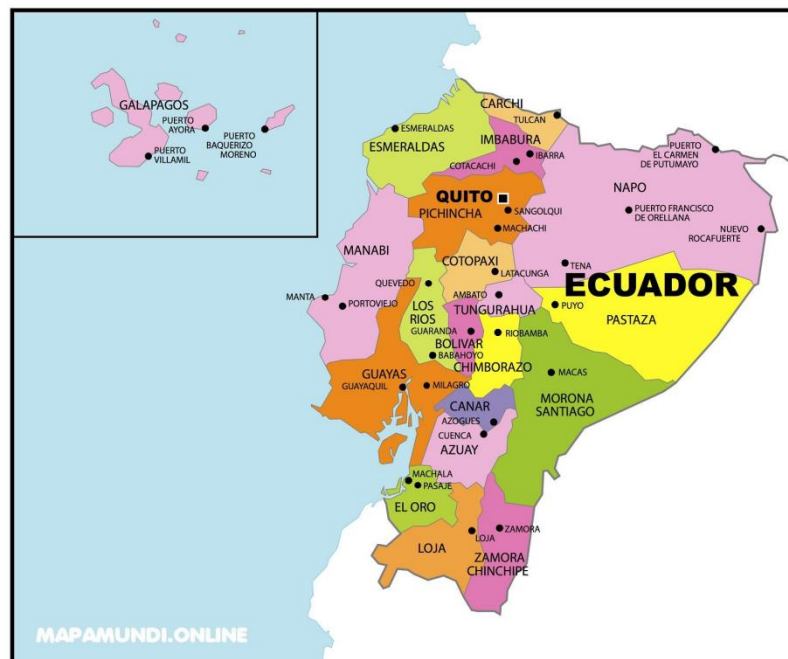 GALAPAGOS
PUERTO
AYORA
PUERTO
BAQUERIZO
MORENO
PUERTO
VILLAMIL
CARCHI
TULCAN
ESMERALDAS
ESMERALDAS
IMBABURA
IBARRA
COTACACHI
PUERTO
EL CARMEN
DE PUTUMAYO
QUITO
PICHINCHA
SANGOLQUI
MACHACHI
NAPO
PUERTO FRANCISCO
DE ORELLANA
NUEVO
ROCAFUERTE
MANABI
COTOPAXI
LATACUNGA
TENA
ECUADOR
QUEVEDO
MANTA
PORTOVIEJO
LOS
RIOS
AMBATO
TUNGURAHUA
PUYO
PASTAZA
GUARANDA
BOLIVAR
RIOBAMBA
BABAHOYO
CHIMBORAZO
GUAYAS
GUAYAQUIL
MILAGRO
MACAS
MORONA
SANTIAGO
CANAR
AZOGUES
CUENCA
AZUAY
MACHALA
PASAJE
EL ORO
LOJA
LOJA
ZAMORA
ZAMORA
CHINCHIPE
MAPAMUNDI.ONLINE